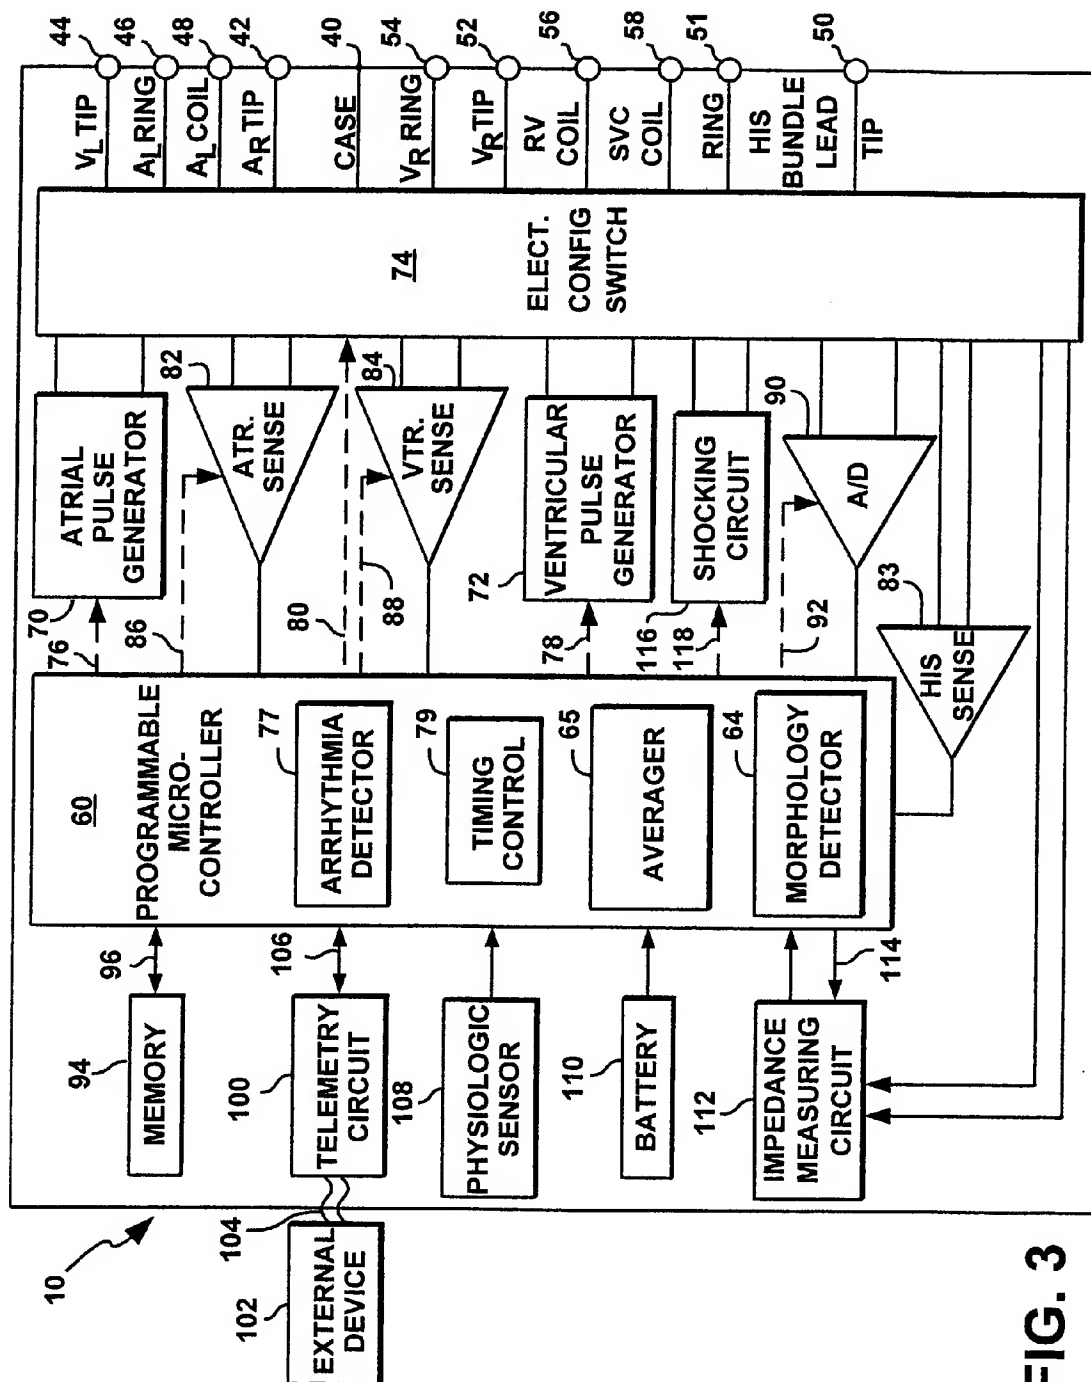 44
46
48
42
40
54
52
56
58
51
50
VL TIP
AL RING
AL COIL
AR TIP
CASE
VR RING
VR TIP
RV
COIL
SVC
COIL
RING
HIS
BUNDLE
LEAD
TIP
74
ELECT.
CONFIG
SWITCH
ATRIAL
PULSE
GENERATOR
70
76
82
ATR.
SENSE
86
80
84
VTR.
SENSE
88
VENTRICULAR
PULSE
GENERATOR
72
78
SHOCKING
CIRCUIT
116
118
90
A/D
92
83
HIS
SENSE
60
PROGRAMMABLE
MICRO-
CONTROLLER
77
ARRHYTHMIA
DETECTOR
79
TIMING
CONTROL
65
AVERAGER
64
MORPHOLOGY
DETECTOR
96
106
114
94
MEMORY
100
TELEMETRY
CIRCUIT
108
PHYSIOLOGIC
SENSOR
110
BATTERY
112
IMPEDANCE
MEASURING
CIRCUIT
10
104
102
EXTERNAL
DEVICE
FIG. 3